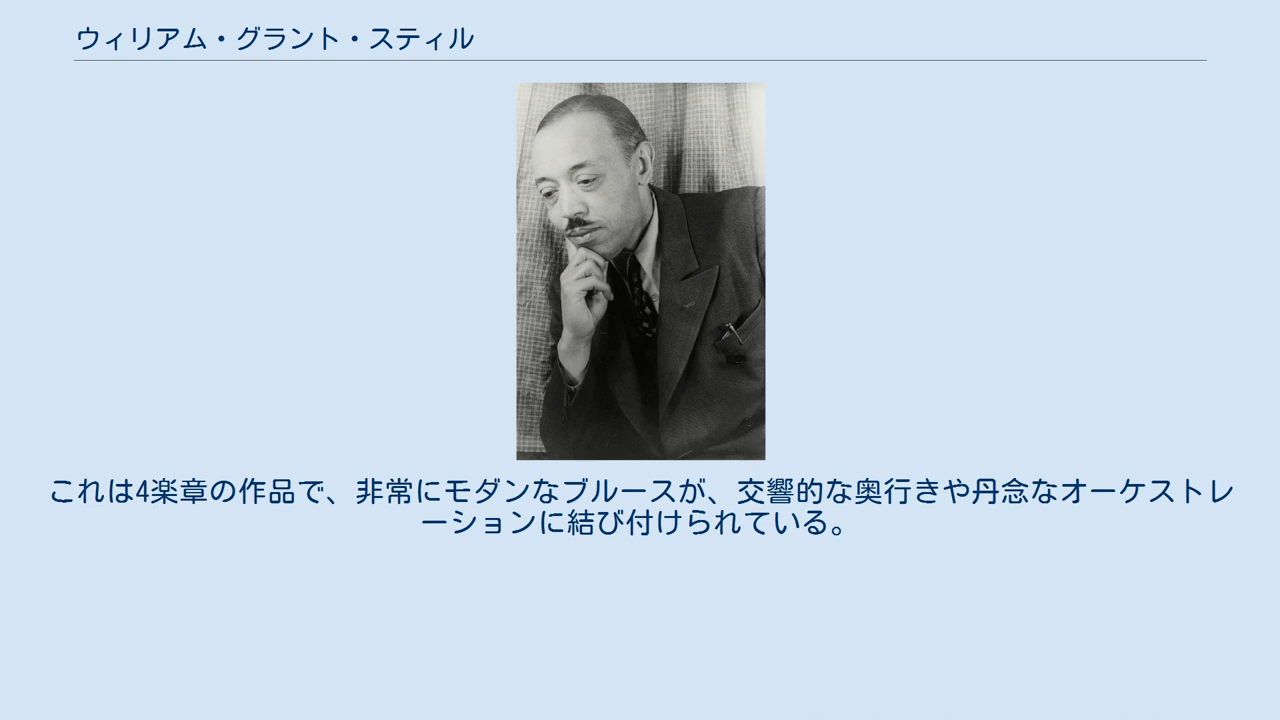 ウィリアム・グラント・スティル
これは4楽章の作品で、非常にモダンなブルースが、交響的な奥行きや丹念なオーケストレ
ーションに結び付けられている。